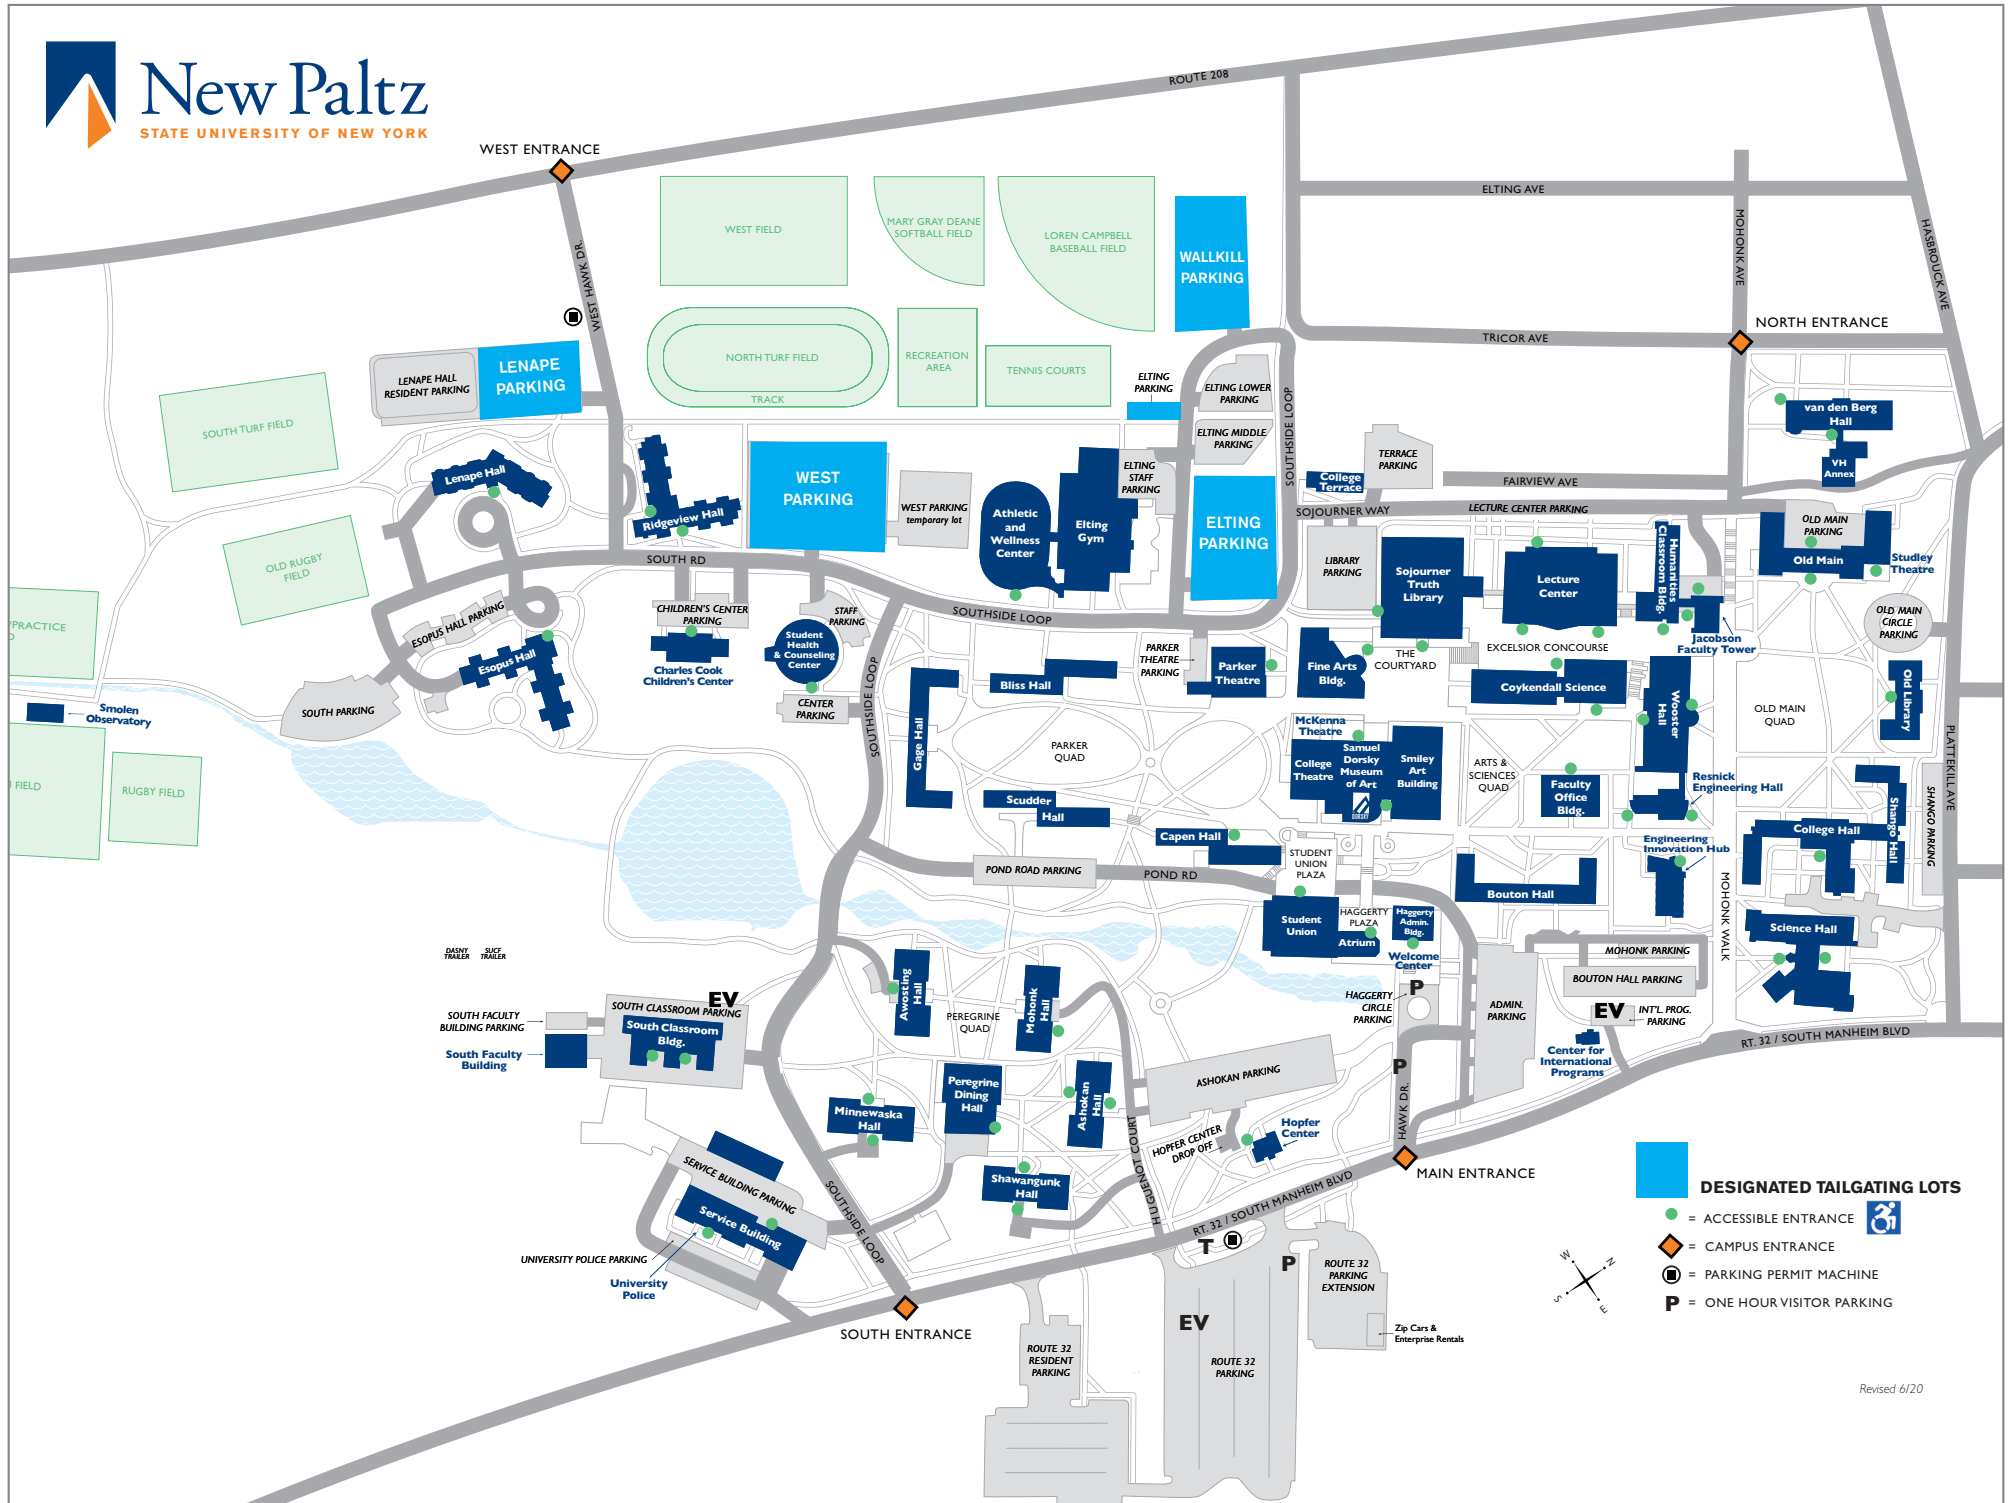 New Paltz
STATE UNIVERSITY OF NEW YORK
ROUTE 208
WEST ENTRANCE
WEST HAWK DR.
WEST FIELD
MARY GRAY DEANE
SOFTBALL FIELD
LOREN CAMPBELL
BASEBALL FIELD
WALLKILL
PARKING
ELTING AVE
MOHONK AVE
HASBROUCK AVE
NORTH ENTRANCE
TRICOR AVE
LENAPE HALL
RESIDENT PARKING
LENAPE
PARKING
NORTH TURF FIELD
TRACK
RECREATION
AREA
TENNIS COURTS
ELTING
PARKING
ELTING LOWER
PARKING
ELTING MIDDLE
PARKING
SOUTHSIDE LOOP
van den Berg
Hall
VH
Annex
SOUTH TURF FIELD
Lenape Hall
Ridgeview Hall
WEST
PARKING
WEST PARKING
temporary lot
Athletic
and
Wellness
Center
Elting
Gym
ELTING
STAFF
PARKING
ELTING
PARKING
College
Terrace
TERRACE
PARKING
FAIRVIEW AVE
SOJOURNER WAY
LECTURE CENTER PARKING
OLD MAIN
PARKING
Old Main
Studley
Theatre
OLD RUGBY
FIELD
SOUTH RD
LIBRARY
PARKING
Sojourner
Truth
Library
Lecture
Center
Humanities
Classroom Bldg.
Jacobson
Faculty Tower
OLD MAIN
CIRCLE
PARKING
/PRACTICE
D
ESOPUS HALL PARKING
Esopus Hall
CHILDREN'S CENTER
PARKING
Charles Cook
Children's Center
STAFF
PARKING
Student
Health
& Counseling
Center
CENTER
PARKING
SOUTHSIDE LOOP
SOUTHSIDE LOOP
PARKER
THEATRE
PARKING
Parker
Theatre
Fine Arts
Bldg.
THE
COURTYARD
EXCELSIOR CONCOURSE
Coykendall Science
Wooster
Hall
OLD MAIN
QUAD
Old Library
Smolen
Observatory
SOUTH PARKING
Bliss Hall
Gage Hall
PARKER
QUAD
McKenna
Theatre
College
Theatre
Samuel
Dorsky
Museum
of Art
DORSKY
Smiley
Art
Building
ARTS &
SCIENCES
QUAD
Faculty
Office
Bldg.
Resnick
Engineering Hall
PLATTEKILL AVE
SHANGO PARKING
Shango Hall
I FIELD
RUGBY FIELD
Scudder
Hall
Capen Hall
STUDENT
UNION
PLAZA
Engineering
Innovation Hub
College Hall
POND ROAD PARKING
POND RD
Bouton Hall
MOHONK WALK
Student
Union
HAGGERTY
PLAZA
Atrium
Haggerty
Admin.
Bldg.
Welcome
Center
Science Hall
DASNY
TRAILER
SUCF
TRAILER
MOHONK PARKING
BOUTON HALL PARKING
EV
INT'L. PROG.
PARKING
SOUTH CLASSROOM PARKING
EV
South Classroom
Bldg.
SOUTH FACULTY
BUILDING PARKING
South Faculty
Building
Awosting
Hall
PEREGRINE
QUAD
Mohonk
Hall
HAGGERTY
CIRCLE
PARKING
P
ADMIN.
PARKING
Center for
International
Programs
RT. 32 / SOUTH MANHEIM BLVD
Minnewaska
Hall
Peregrine
Dining
Hall
Ashokan
Hall
ASHOKAN PARKING
P
HAWK DR.
HOPFER CENTER
DROP OFF
Hopfer
Center
MAIN ENTRANCE
HUGUENOT COURT
SERVICE BUILDING PARKING
Service Building
Shawangunk
Hall
SOUTHSIDE LOOP
RT. 32 / SOUTH MANHEIM BLVD
UNIVERSITY POLICE PARKING
University
Police
SOUTH ENTRANCE
T
P
ROUTE 32
PARKING
EXTENSION
EV
Zip Cars &
Enterprise Rentals
ROUTE 32
RESIDENT
PARKING
ROUTE 32
PARKING
DESIGNATED TAILGATING LOTS
= ACCESSIBLE ENTRANCE
= CAMPUS ENTRANCE
= PARKING PERMIT MACHINE
P = ONE HOUR VISITOR PARKING
W
N
S
E
Revised 6/20